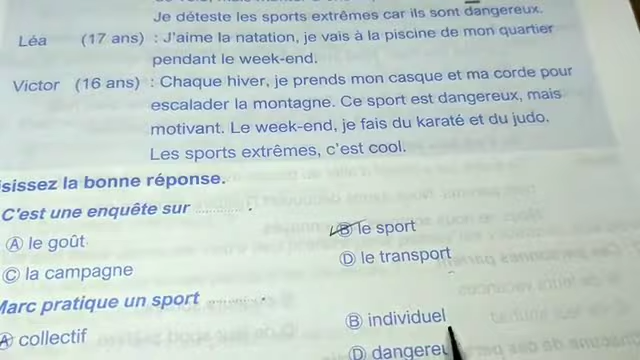 Je déteste les sports extrêmes car ils sont dangereux.
Léa (17 ans) : J'aime la natation, je vais à la piscine de mon quartier
pendant le week-end.
Victor (16 ans) : Chaque hiver, je prends mon casque et ma corde pour
escalader la montagne. Ce sport est dangereux, mais
motivant. Le week-end, je fais du karaté et du judo.
Les sports extrêmes, c'est cool.
sissez la bonne réponse.
C'est une enquête sur ............ .
Ⓐ le goût
Ⓑ le sport
Ⓒ la campagne
Ⓓ le transport
Marc pratique un sport ............ .
Ⓐ collectif
Ⓑ individuel
Ⓓ dangereu